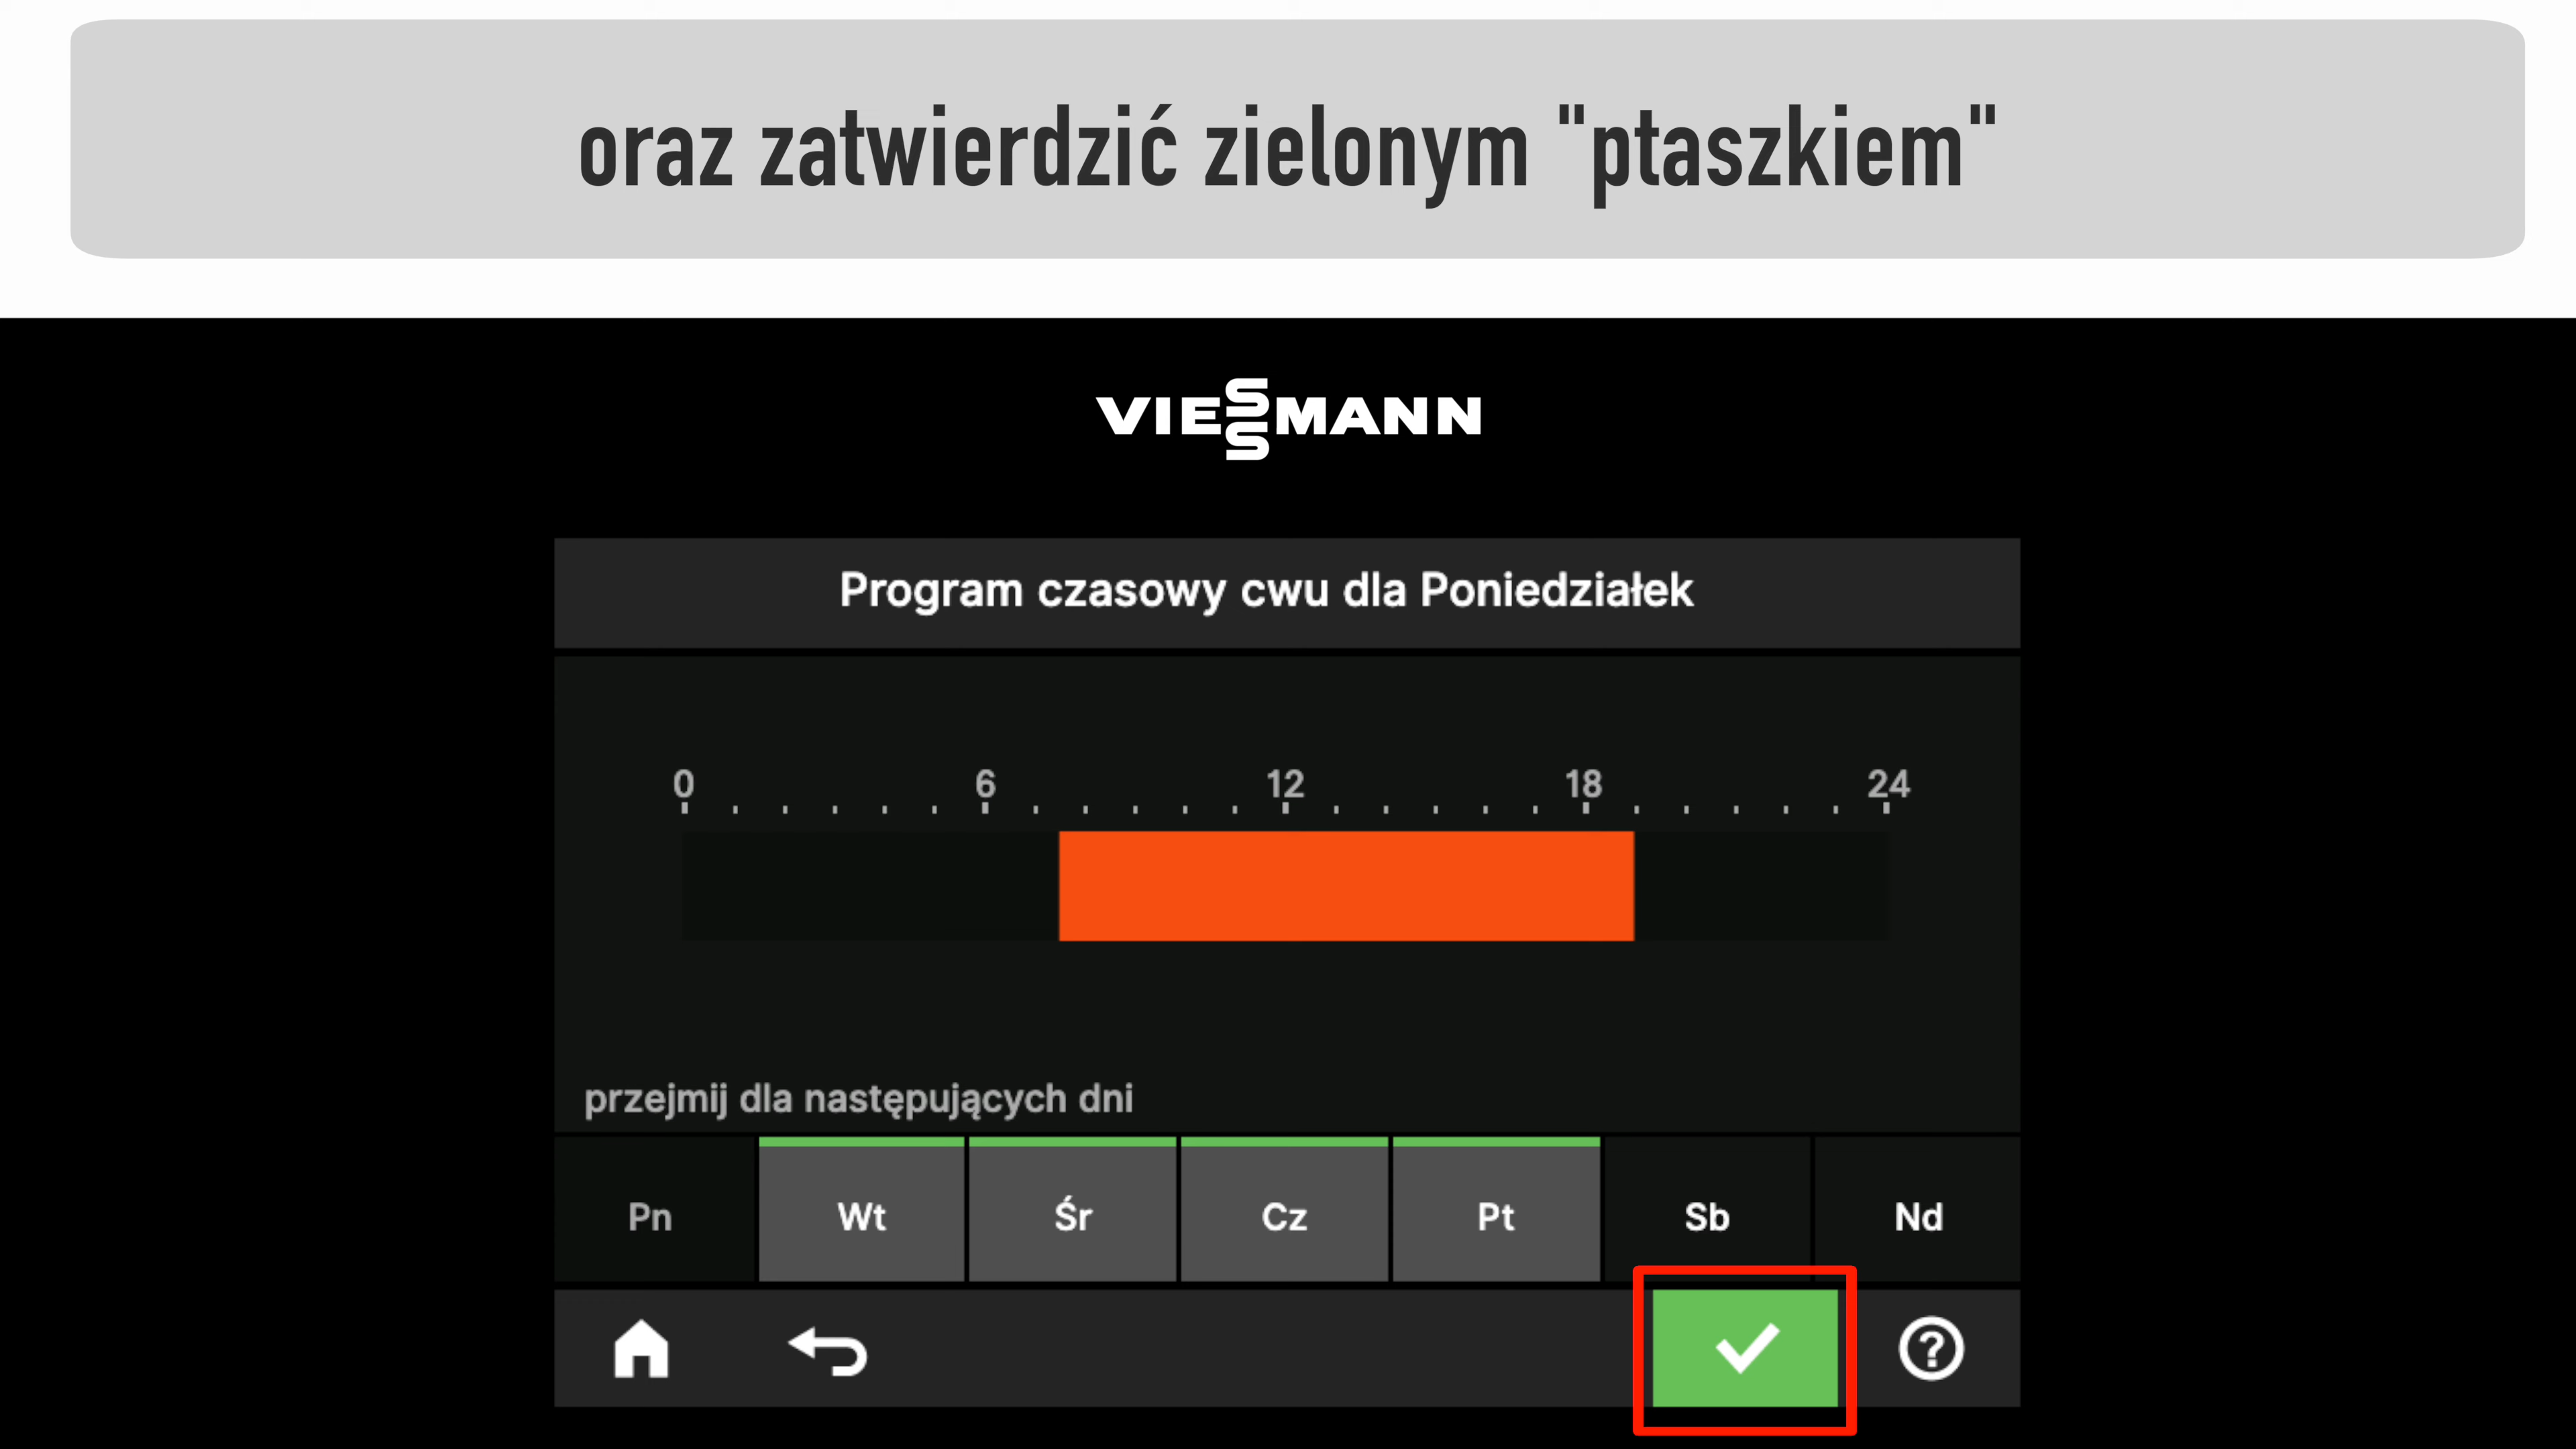 oraz zatwierdzić zielonym "ptaszkiem"
VIESSMANN
Program czasowy cwu dla Poniedziałek
0 6 12 18 24
przejmij dla następujących dni
Pn Wt Śr Cz Pt Sb Nd
?